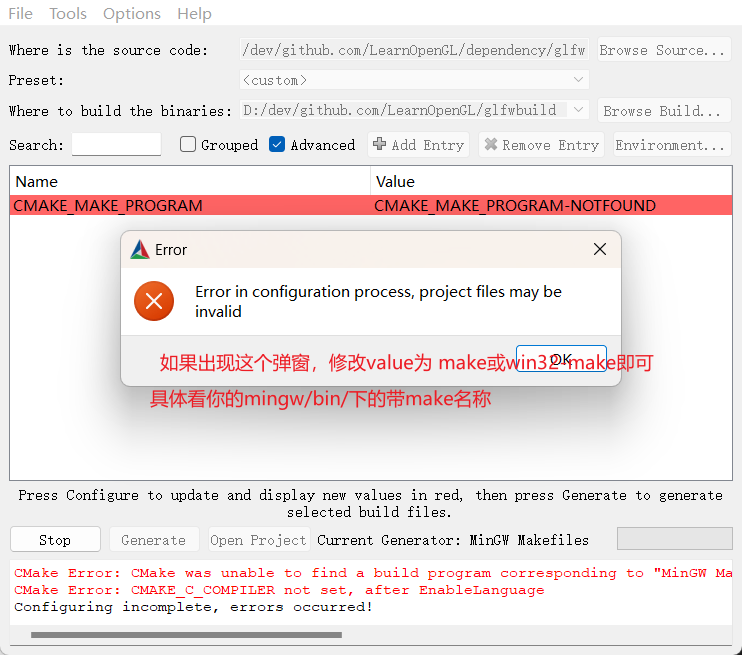 File Tools Options Help
Where is the source code: /dev/github.com/LearnOpenGL/dependency/glfw Browse Source...
Preset: <custom>
Where to build the binaries: D:/dev/github.com/LearnOpenGL/glfwbuild Browse Build...
Search: Grouped Advanced Add Entry Remove Entry Environment...
Name Value
CMAKE_MAKE_PROGRAM CMAKE_MAKE_PROGRAM-NOTFOUND
Error
Error in configuration process, project files may be
invalid
OK
如果出现这个弹窗，修改value为 make或win32-make即可
具体看你的mingw/bin/下的带make名称
Press Configure to update and display new values in red, then press Generate to generate
selected build files.
Stop Generate Open Project Current Generator: MinGW Makefiles
CMake Error: CMake was unable to find a build program corresponding to "MinGW Ma
CMake Error: CMAKE_C_COMPILER not set, after EnableLanguage
Configuring incomplete, errors occurred!